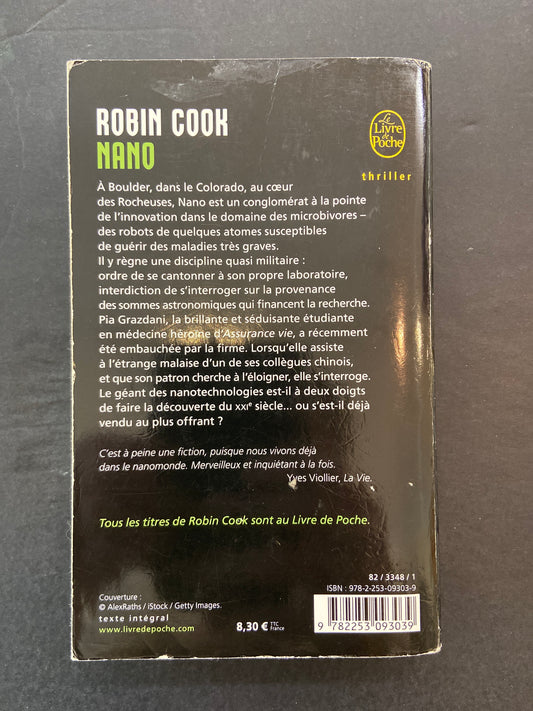 ROBIN COOK
NANO
Le
Livre
de
Poche
thriller
À Boulder, dans le Colorado, au cœur
des Rocheuses, Nano est un conglomérat à la pointe
de l'innovation dans le domaine des microbivores –
des robots de quelques atomes susceptibles
de guérir des maladies très graves.
Il y règne une discipline quasi militaire :
ordre de se cantonner à son propre laboratoire,
interdiction de s'interroger sur la provenance
des sommes astronomiques qui financent la recherche.
Pia Grazdani, la brillante et séduisante étudiante
en médecine héroïne d'Assurance vie, a récemment
été embauchée par la firme. Lorsqu'elle assiste
à l'étrange malaise d'un de ses collègues chinois,
et que son patron cherche à l'éloigner, elle s'interroge.
Le géant des nanotechnologies est-il à deux doigts
de faire la découverte du XXIe siècle... ou s'est-il déjà
vendu au plus offrant ?
C'est à peine une fiction, puisque nous vivons déjà
dans le nanomonde. Merveilleux et inquiétant à la fois.
Yves Viollier, La Vie.
Tous les titres de Robin Cook sont au Livre de Poche.
Couverture :
© AlexRaths / iStock / Getty Images.
texte intégral
www.livredepoche.com
8,30 € TTC
France
82 / 3348 / 1
ISBN : 978-2-253-09303-9
9 782253 093039